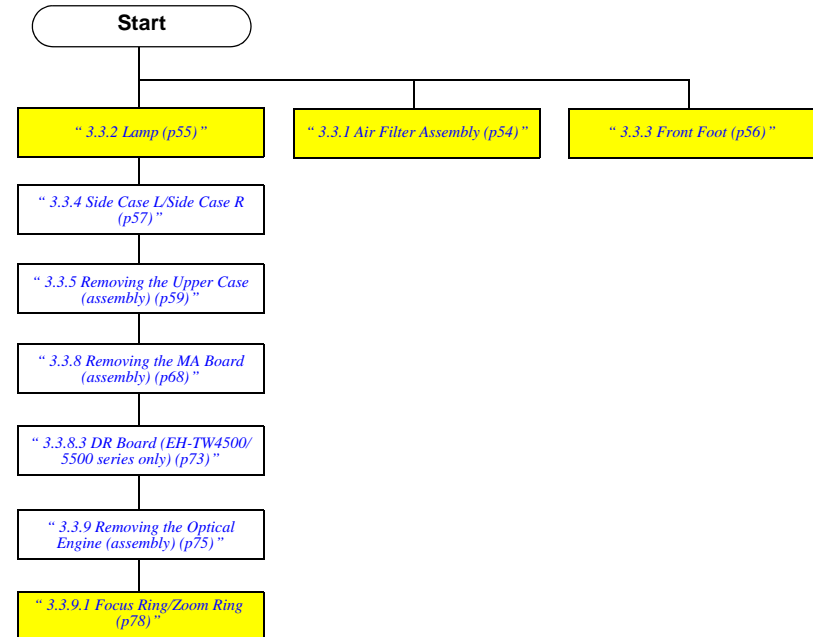 Start
“ 3.3.2 Lamp (p55)”
“ 3.3.1 Air Filter Assembly (p54)”
“ 3.3.3 Front Foot (p56)”
“ 3.3.4 Side Case L/Side Case R
(p57)”
“ 3.3.5 Removing the Upper Case
(assembly) (p59)”
“ 3.3.8 Removing the MA Board
(assembly) (p68)”
“ 3.3.8.3 DR Board (EH-TW4500/
5500 series only) (p73)”
“ 3.3.9 Removing the Optical
Engine (assembly) (p75)”
“ 3.3.9.1 Focus Ring/Zoom Ring
(p78)”